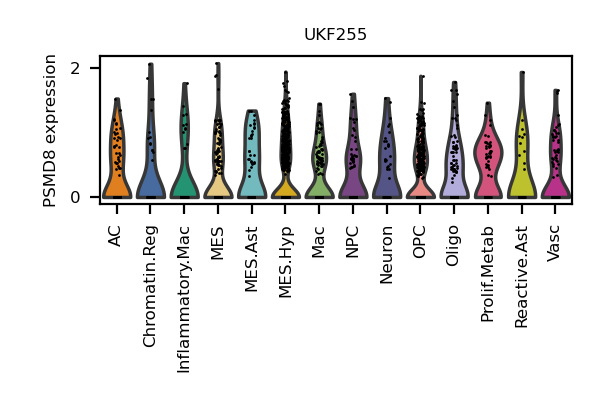 UKF255
PSMD8 expression
2
0
AC
Chromatin.Reg
Inflammatory.Mac
MES
MES.Ast
MES.Hyp
Mac
NPC
Neuron
OPC
Oligo
Prolif.Metab
Reactive.Ast
Vasc